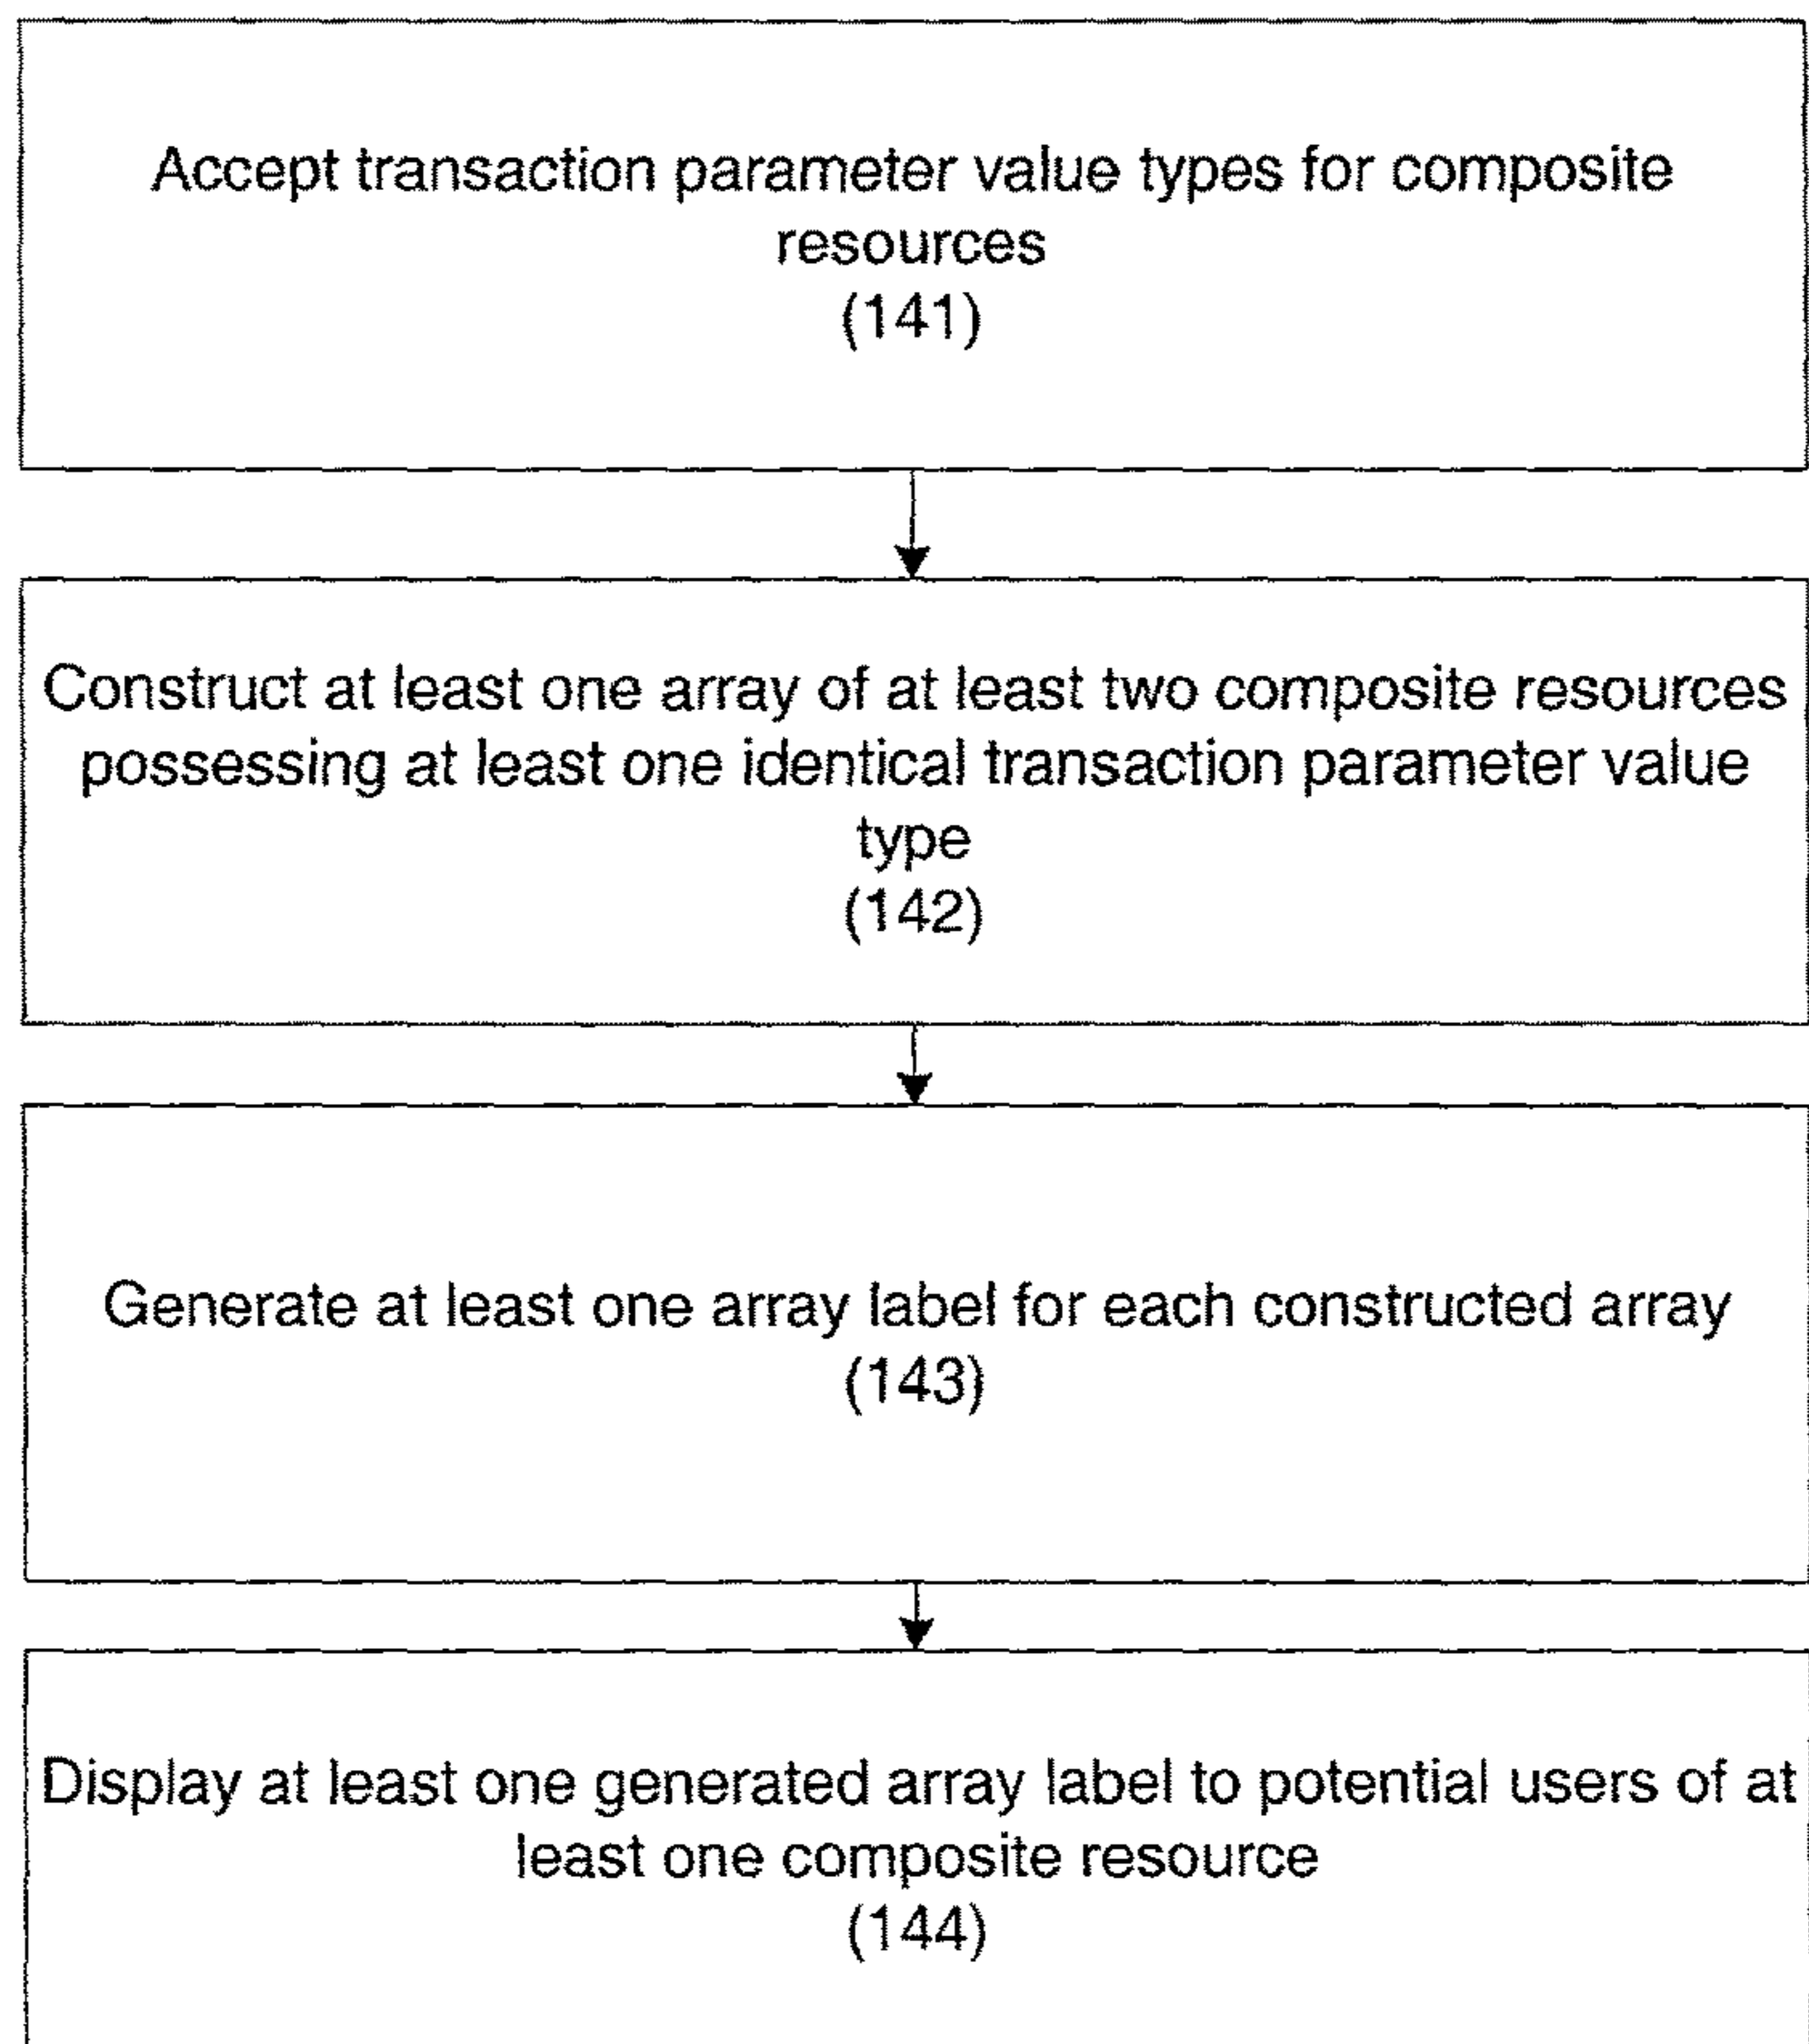 Accept transaction parameter value types for composite
resources
(141)
Construct at least one array of at least two composite resources
possessing at least one identical transaction parameter value
type
(142)
Generate at least one array label for each constructed array
(143)
Display at least one generated array label to potential users of at
least one composite resource
(144)